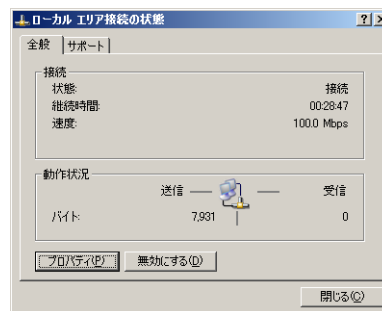 ローカル エリア接続の状態
全般 サポート
接続
状態: 接続
継続時間: 00:28:47
速度: 100.0 Mbps
動作状況
送信 受信
バイト: 7,931 0
プロパティ(P) 無効にする(D)
閉じる(C)